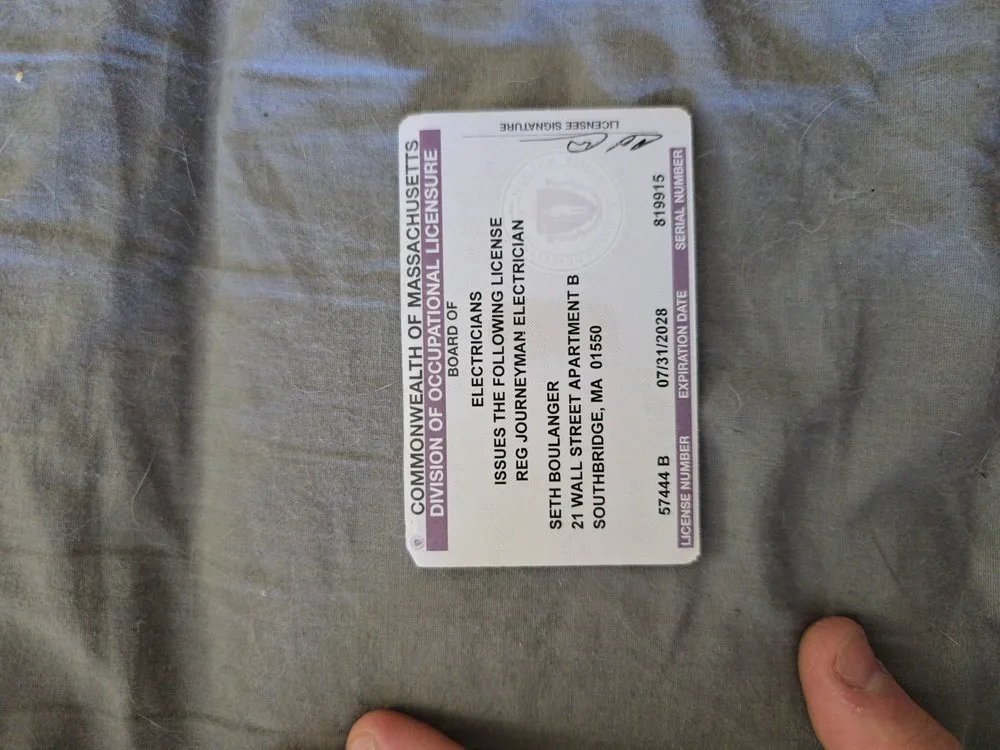 COMMONWEALTH OF MASSACHUSETTS
DIVISION OF OCCUPATIONAL LICENSURE
BOARD OF
ELECTRICIANS
ISSUES THE FOLLOWING LICENSE
REG JOURNEYMAN ELECTRICIAN
SETH BOULANGER
21 WALL STREET APARTMENT B
SOUTHBRIDGE, MA 01550
57444 B 07/31/2028 819915
LICENSE NUMBER EXPIRATION DATE SERIAL NUMBER
LICENSEE SIGNATURE